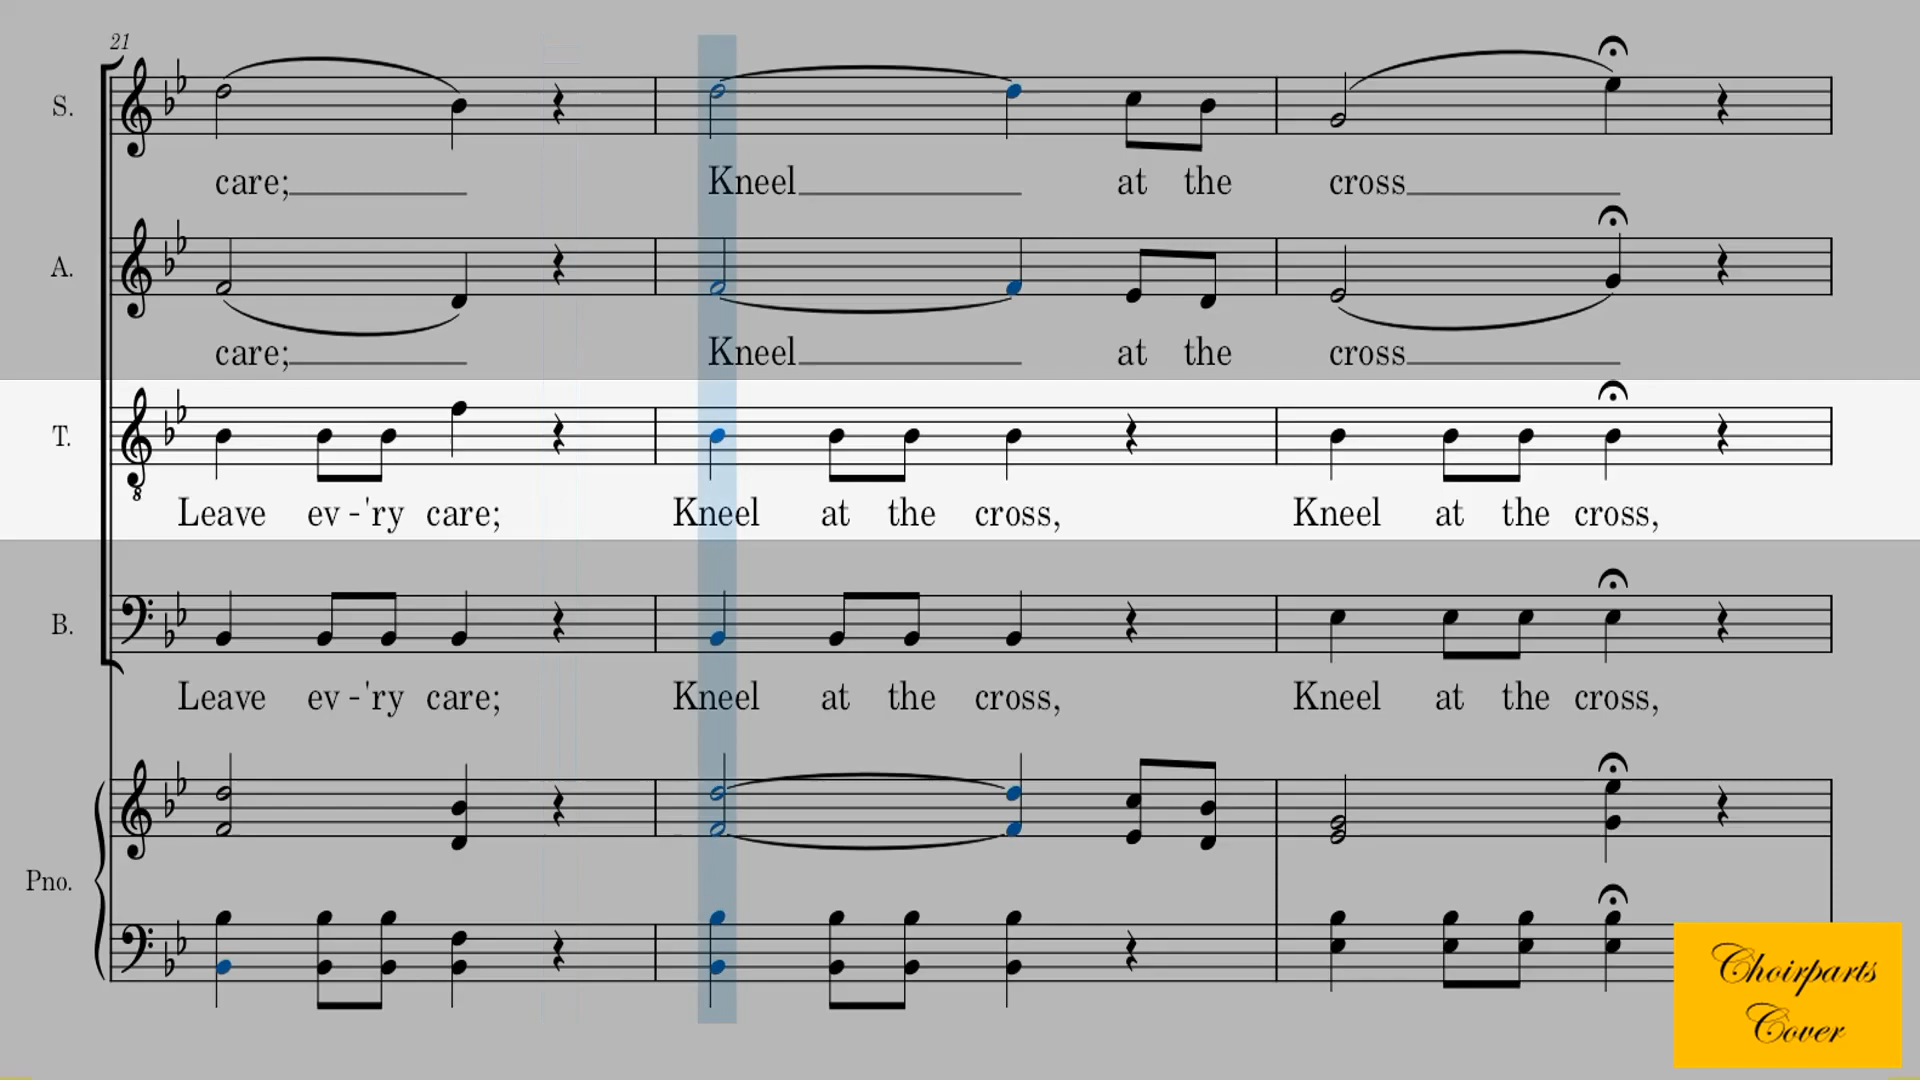 21
S.
care; Kneel at the cross
A.
care; Kneel at the cross
T.
8
Leave ev-'ry care; Kneel at the cross, Kneel at the cross,
B.
Leave ev-'ry care; Kneel at the cross, Kneel at the cross,
Pno.
Choirparts
Cover